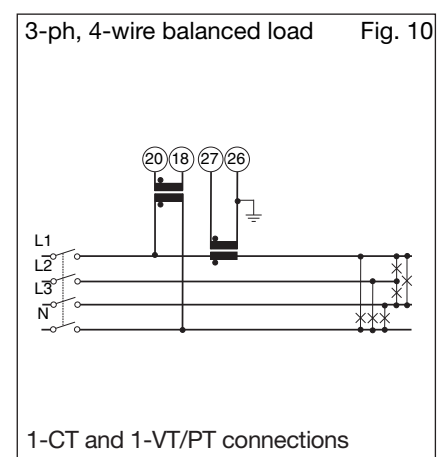 3-ph, 4-wire balanced load Fig. 10
20 18 27 26
L1
L2
L3
N
1-CT and 1-VT/PT connections